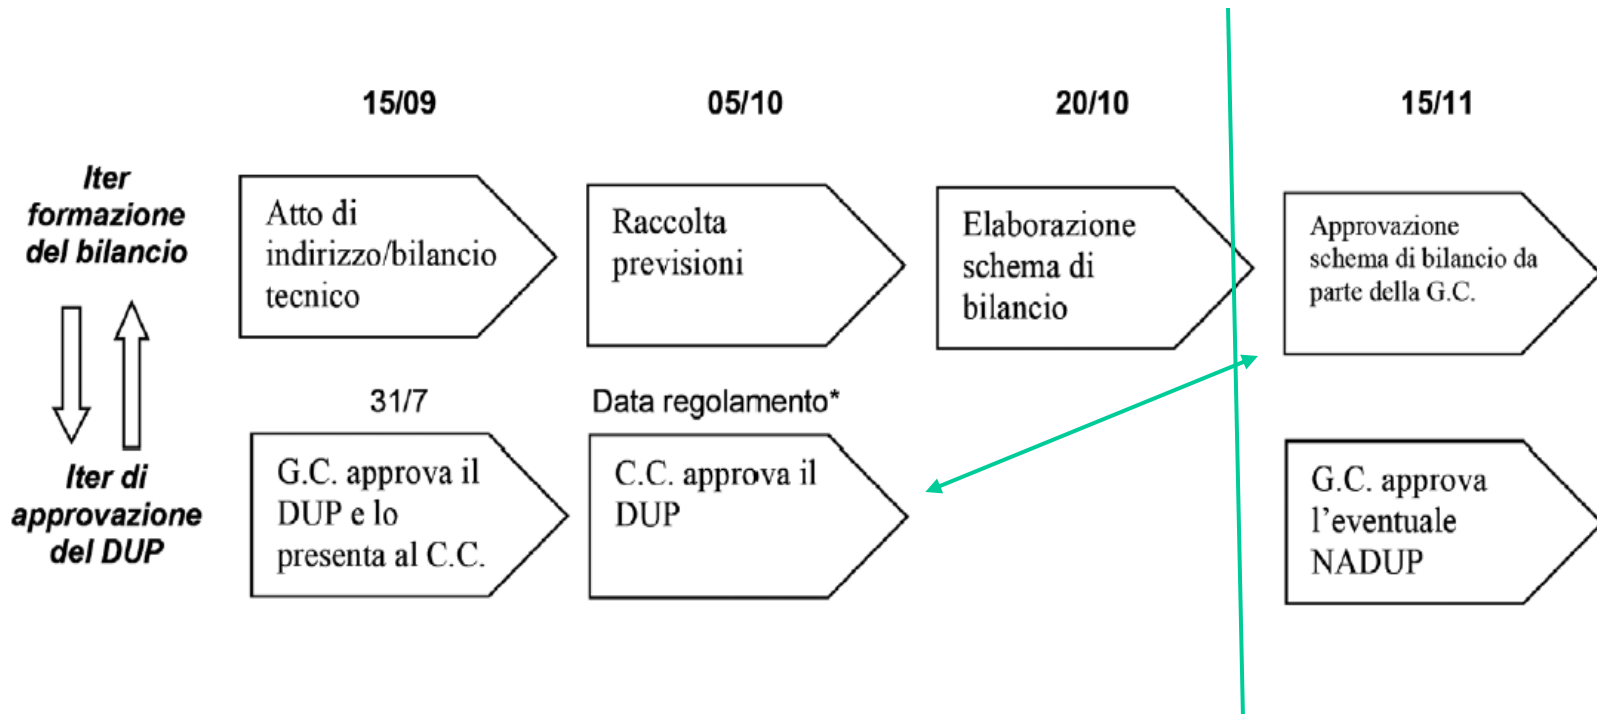 15/09
05/10
20/10
15/11
Iter
formazione
del bilancio
Atto di
indirizzo/bilancio
tecnico
Raccolta
previsioni
Elaborazione
schema di
bilancio
Approvazione
schema di bilancio da
parte della G.C.
31/7
Data regolamento*
Iter di
approvazione
del DUP
G.C. approva il
DUP e lo
presenta al C.C.
C.C. approva il
DUP
G.C. approva
l’eventuale
NADUP